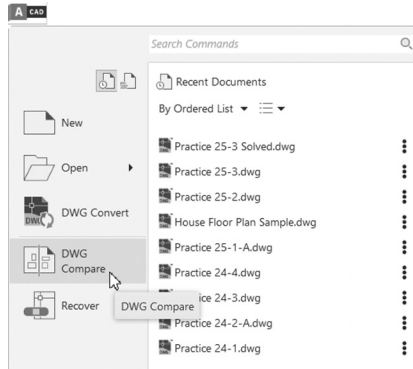 A CAD
Search Commands
Recent Documents
By Ordered List
New
Open
DWG Convert
DWG
Compare
Recover
DWG Compare
Practice 25-3 Solved.dwg
Practice 25-3.dwg
Practice 25-2.dwg
House Floor Plan Sample.dwg
Practice 25-1-A.dwg
Practice 24-4.dwg
ce 24-3.dwg
Practice 24-2-A.dwg
Practice 24-1.dwg